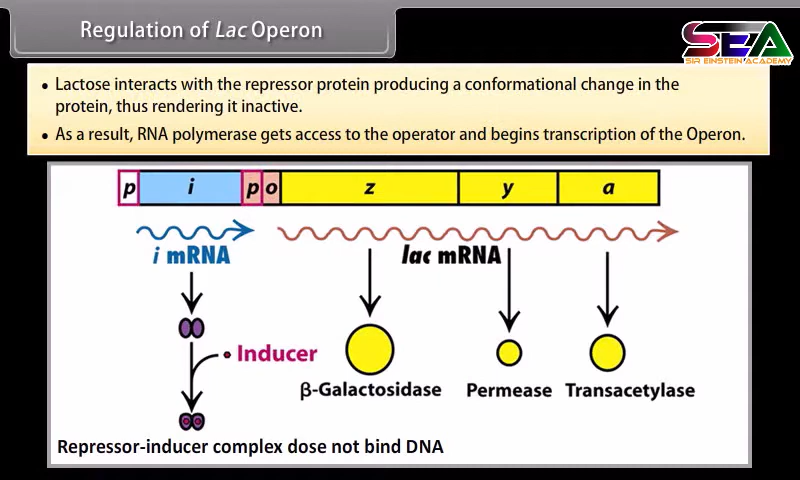 Regulation of Lac Operon
SEA
SIR EINSTEIN ACADEMY
• Lactose interacts with the repressor protein producing a conformational change in the
protein, thus rendering it inactive.
• As a result, RNA polymerase gets access to the operator and begins transcription of the Operon.
p i p o z y a
i mRNA lac mRNA
Inducer
β-Galactosidase Permease Transacetylase
Repressor-inducer complex dose not bind DNA